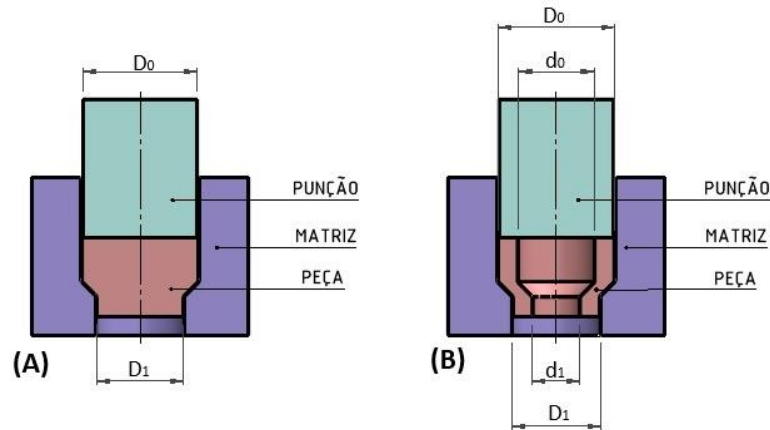 D₀
PUNÇÃO
MATRIZ
PEÇA
(A)
D₁
D₀
d₀
PUNÇÃO
MATRIZ
PEÇA
(B)
d₁
D₁